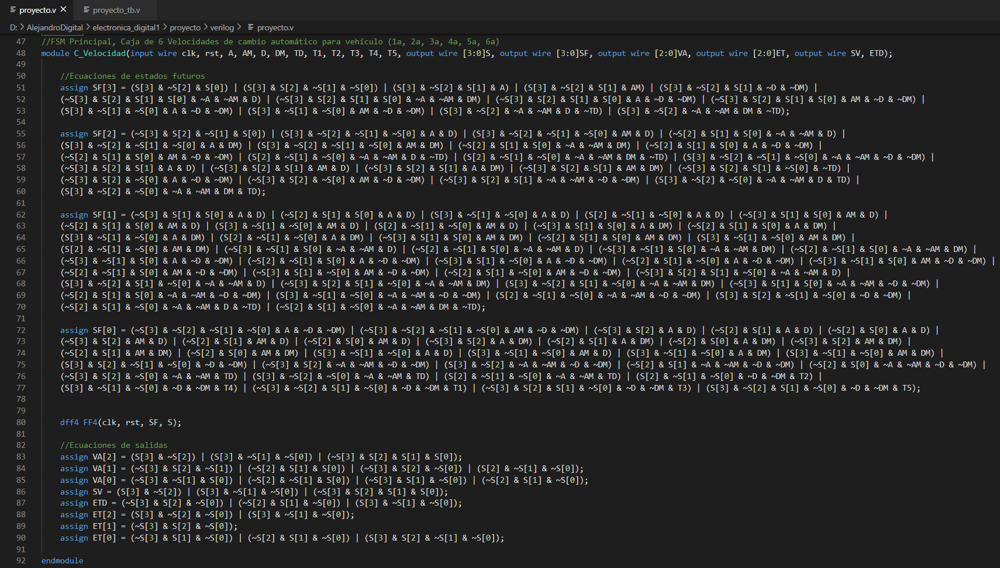 proyecto.v
proyecto_tb.v
D: > AlejandroDigital > electronica_digital1 > proyecto > verilog > proyecto.v
47 //FSM Principal, Caja de 6 Velocidades de cambio automático para vehículo (1a, 2a, 3a, 4a, 5a, 6a)
48 module C_Velocidad(input wire clk, rst, A, AM, D, DM, TD, T1, T2, T3, T4, T5, output wire [3:0]S, output wire [3:0]SF, output wire [2:0]VA, output wire [2:0]ET, output wire SV, ETD);
49
50 //Ecuaciones de estados futuros
51 assign SF[3] = (S[3] & ~S[2] & S[0]) | (S[3] & S[2] & ~S[1] & ~S[0]) | (S[3] & ~S[2] & S[1] & A) | (S[3] & ~S[2] & S[1] & AM) | (S[3] & ~S[2] & S[1] & ~D & ~DM) |
52 (~S[3] & S[2] & S[1] & S[0] & ~A & ~AM & D) | (~S[3] & S[2] & S[1] & S[0] & ~A & ~AM & DM) | (~S[3] & S[2] & S[1] & S[0] & A & ~D & ~DM) | (~S[3] & S[2] & S[1] & S[0] & AM & ~D & ~DM) |
53 (S[3] & ~S[1] & ~S[0] & A & ~D & ~DM) | (S[3] & ~S[1] & ~S[0] & AM & ~D & ~DM) | (S[3] & ~S[2] & ~A & ~AM & D & ~TD) | (S[3] & ~S[2] & ~A & ~AM & DM & ~TD);
54
55 assign SF[2] = (~S[3] & S[2] & ~S[1] & S[0]) | (S[3] & ~S[2] & ~S[1] & ~S[0] & A & D) | (S[3] & ~S[2] & ~S[1] & ~S[0] & AM & D) | (~S[2] & S[1] & S[0] & ~A & ~AM & D) |
56 (S[3] & ~S[2] & ~S[1] & ~S[0] & A & DM) | (S[3] & ~S[2] & ~S[1] & ~S[0] & AM & DM) | (~S[2] & S[1] & S[0] & ~A & ~AM & DM) | (~S[2] & S[1] & S[0] & A & ~D & ~DM) |
57 (~S[2] & S[1] & S[0] & AM & ~D & ~DM) | (S[2] & ~S[1] & ~S[0] & ~A & ~AM & D & ~TD) | (S[2] & ~S[1] & ~S[0] & ~A & ~AM & DM & ~TD) | (S[3] & ~S[2] & ~S[1] & ~S[0] & ~A & ~AM & ~D & ~DM) |
58 (~S[3] & S[2] & S[1] & A & D) | (~S[3] & S[2] & S[1] & AM & D) | (~S[3] & S[2] & S[1] & A & DM) | (~S[3] & S[2] & S[1] & AM & DM) | (~S[3] & S[2] & S[1] & ~S[0] & ~TD) |
59 (~S[3] & S[2] & ~S[0] & A & ~D & ~DM) | (~S[3] & S[2] & ~S[0] & AM & ~D & ~DM) | (~S[3] & S[2] & S[1] & ~A & ~AM & ~D & ~DM) | (S[3] & ~S[2] & ~S[0] & ~A & ~AM & D & TD) |
60 (S[3] & ~S[2] & ~S[0] & ~A & ~AM & DM & TD);
61
62 assign SF[1] = (~S[3] & S[1] & S[0] & A & D) | (~S[2] & S[1] & S[0] & A & D) | (S[3] & ~S[1] & ~S[0] & A & D) | (S[2] & ~S[1] & ~S[0] & A & D) | (~S[3] & S[1] & S[0] & AM & D) |
63 (~S[2] & S[1] & S[0] & AM & D) | (S[3] & ~S[1] & ~S[0] & AM & D) | (S[2] & ~S[1] & ~S[0] & AM & D) | (~S[3] & S[1] & S[0] & A & DM) | (~S[2] & S[1] & S[0] & A & DM) |
64 (S[3] & ~S[1] & ~S[0] & A & DM) | (S[2] & ~S[1] & ~S[0] & A & DM) | (~S[3] & S[1] & S[0] & AM & DM) | (~S[2] & S[1] & S[0] & AM & DM) | (S[3] & ~S[1] & ~S[0] & AM & DM) |
65 (S[2] & ~S[1] & ~S[0] & AM & DM) | (~S[3] & ~S[1] & S[0] & ~A & ~AM & D) | (~S[2] & ~S[1] & S[0] & ~A & ~AM & D) | (~S[3] & ~S[1] & S[0] & ~A & ~AM & DM) | (~S[2] & ~S[1] & S[0] & ~A & ~AM & DM) |
66 (~S[3] & ~S[1] & S[0] & A & ~D & ~DM) | (~S[2] & ~S[1] & S[0] & A & ~D & ~DM) | (~S[3] & S[1] & ~S[0] & A & ~D & ~DM) | (~S[2] & S[1] & ~S[0] & A & ~D & ~DM) | (~S[3] & ~S[1] & S[0] & AM & ~D & ~DM) |
67 (~S[2] & ~S[1] & S[0] & AM & ~D & ~DM) | (~S[3] & S[1] & ~S[0] & AM & ~D & ~DM) | (~S[2] & S[1] & ~S[0] & AM & ~D & ~DM) | (~S[3] & S[2] & S[1] & ~S[0] & ~A & ~AM & D) |
68 (S[3] & ~S[2] & S[1] & ~S[0] & ~A & ~AM & D) | (~S[3] & S[2] & S[1] & ~S[0] & ~A & ~AM & DM) | (S[3] & ~S[2] & S[1] & ~S[0] & ~A & ~AM & DM) | (~S[3] & S[1] & S[0] & ~A & ~AM & ~D & ~DM) |
69 (~S[2] & S[1] & S[0] & ~A & ~AM & ~D & ~DM) | (S[3] & ~S[1] & ~S[0] & ~A & ~AM & ~D & ~DM) | (S[2] & ~S[1] & ~S[0] & ~A & ~AM & ~D & ~DM) | (~S[3] & S[2] & ~S[1] & ~S[0] & ~D & ~DM) |
70 (~S[2] & S[1] & ~S[0] & ~A & ~AM & D & ~TD) | (~S[2] & S[1] & ~S[0] & ~A & ~AM & DM & ~TD);
71
72 assign SF[0] = (~S[3] & ~S[2] & ~S[1] & ~S[0] & A & ~D & ~DM) | (~S[3] & ~S[2] & ~S[1] & ~S[0] & AM & ~D & ~DM) | (~S[3] & S[2] & A & D) | (~S[2] & S[1] & A & D) | (~S[2] & S[0] & A & D) |
73 (~S[3] & S[2] & AM & D) | (~S[2] & S[1] & AM & D) | (~S[2] & S[0] & AM & D) | (~S[3] & S[2] & A & DM) | (~S[2] & S[1] & A & DM) | (~S[2] & S[0] & A & DM) | (~S[3] & S[2] & AM & DM) |
74 (~S[2] & S[1] & AM & DM) | (~S[2] & S[0] & AM & DM) | (S[3] & ~S[1] & ~S[0] & A & D) | (S[3] & ~S[1] & ~S[0] & AM & D) | (S[3] & ~S[1] & ~S[0] & A & DM) | (S[3] & ~S[1] & ~S[0] & AM & DM) |
75 (S[3] & S[2] & ~S[1] & ~S[0] & ~D & ~DM) | (~S[3] & S[2] & ~A & ~AM & ~D & ~DM) | (S[3] & ~S[2] & ~A & ~AM & ~D & ~DM) | (~S[2] & S[1] & ~A & ~AM & ~D & ~DM) | (~S[2] & S[0] & ~A & ~AM & ~D & ~DM) |
76 (~S[3] & S[2] & ~S[0] & ~A & ~AM & TD) | (S[3] & ~S[2] & ~S[0] & ~A & ~AM & TD) | (S[2] & ~S[1] & ~S[0] & ~A & ~AM & TD) | (S[2] & ~S[1] & ~S[0] & ~D & ~DM & T2) |
77 (S[3] & ~S[1] & ~S[0] & ~D & ~DM & T4) | (~S[3] & ~S[2] & S[1] & ~S[0] & ~D & ~DM & T1) | (~S[3] & S[2] & S[1] & ~S[0] & ~D & ~DM & T3) | (S[3] & ~S[2] & S[1] & ~S[0] & ~D & ~DM & T5);
78
79
80 dff4 FF4(clk, rst, SF, S);
81
82 //Ecuaciones de salidas
83 assign VA[2] = (S[3] & ~S[2]) | (S[3] & ~S[1] & ~S[0]) | (~S[3] & S[2] & S[1] & S[0]);
84 assign VA[1] = (~S[3] & S[2] & ~S[1]) | (~S[2] & S[1] & S[0]) | (~S[3] & S[2] & ~S[0]) | (S[2] & ~S[1] & ~S[0]);
85 assign VA[0] = (~S[3] & ~S[1] & S[0]) | (~S[2] & ~S[1] & S[0]) | (~S[3] & S[1] & ~S[0]) | (~S[2] & S[1] & ~S[0]);
86 assign SV = (S[3] & ~S[2]) | (S[3] & ~S[1] & ~S[0]) | (~S[3] & S[2] & S[1] & S[0]);
87 assign ETD = (~S[3] & S[2] & ~S[0]) | (~S[2] & S[1] & ~S[0]) | (S[3] & ~S[1] & ~S[0]);
88 assign ET[2] = (S[3] & ~S[2] & ~S[0]) | (S[3] & ~S[1] & ~S[0]);
89 assign ET[1] = (~S[3] & S[2] & ~S[0]);
90 assign ET[0] = (~S[3] & S[1] & ~S[0]) | (~S[2] & S[1] & ~S[0]) | (S[3] & S[2] & ~S[1] & ~S[0]);
91
92 endmodule